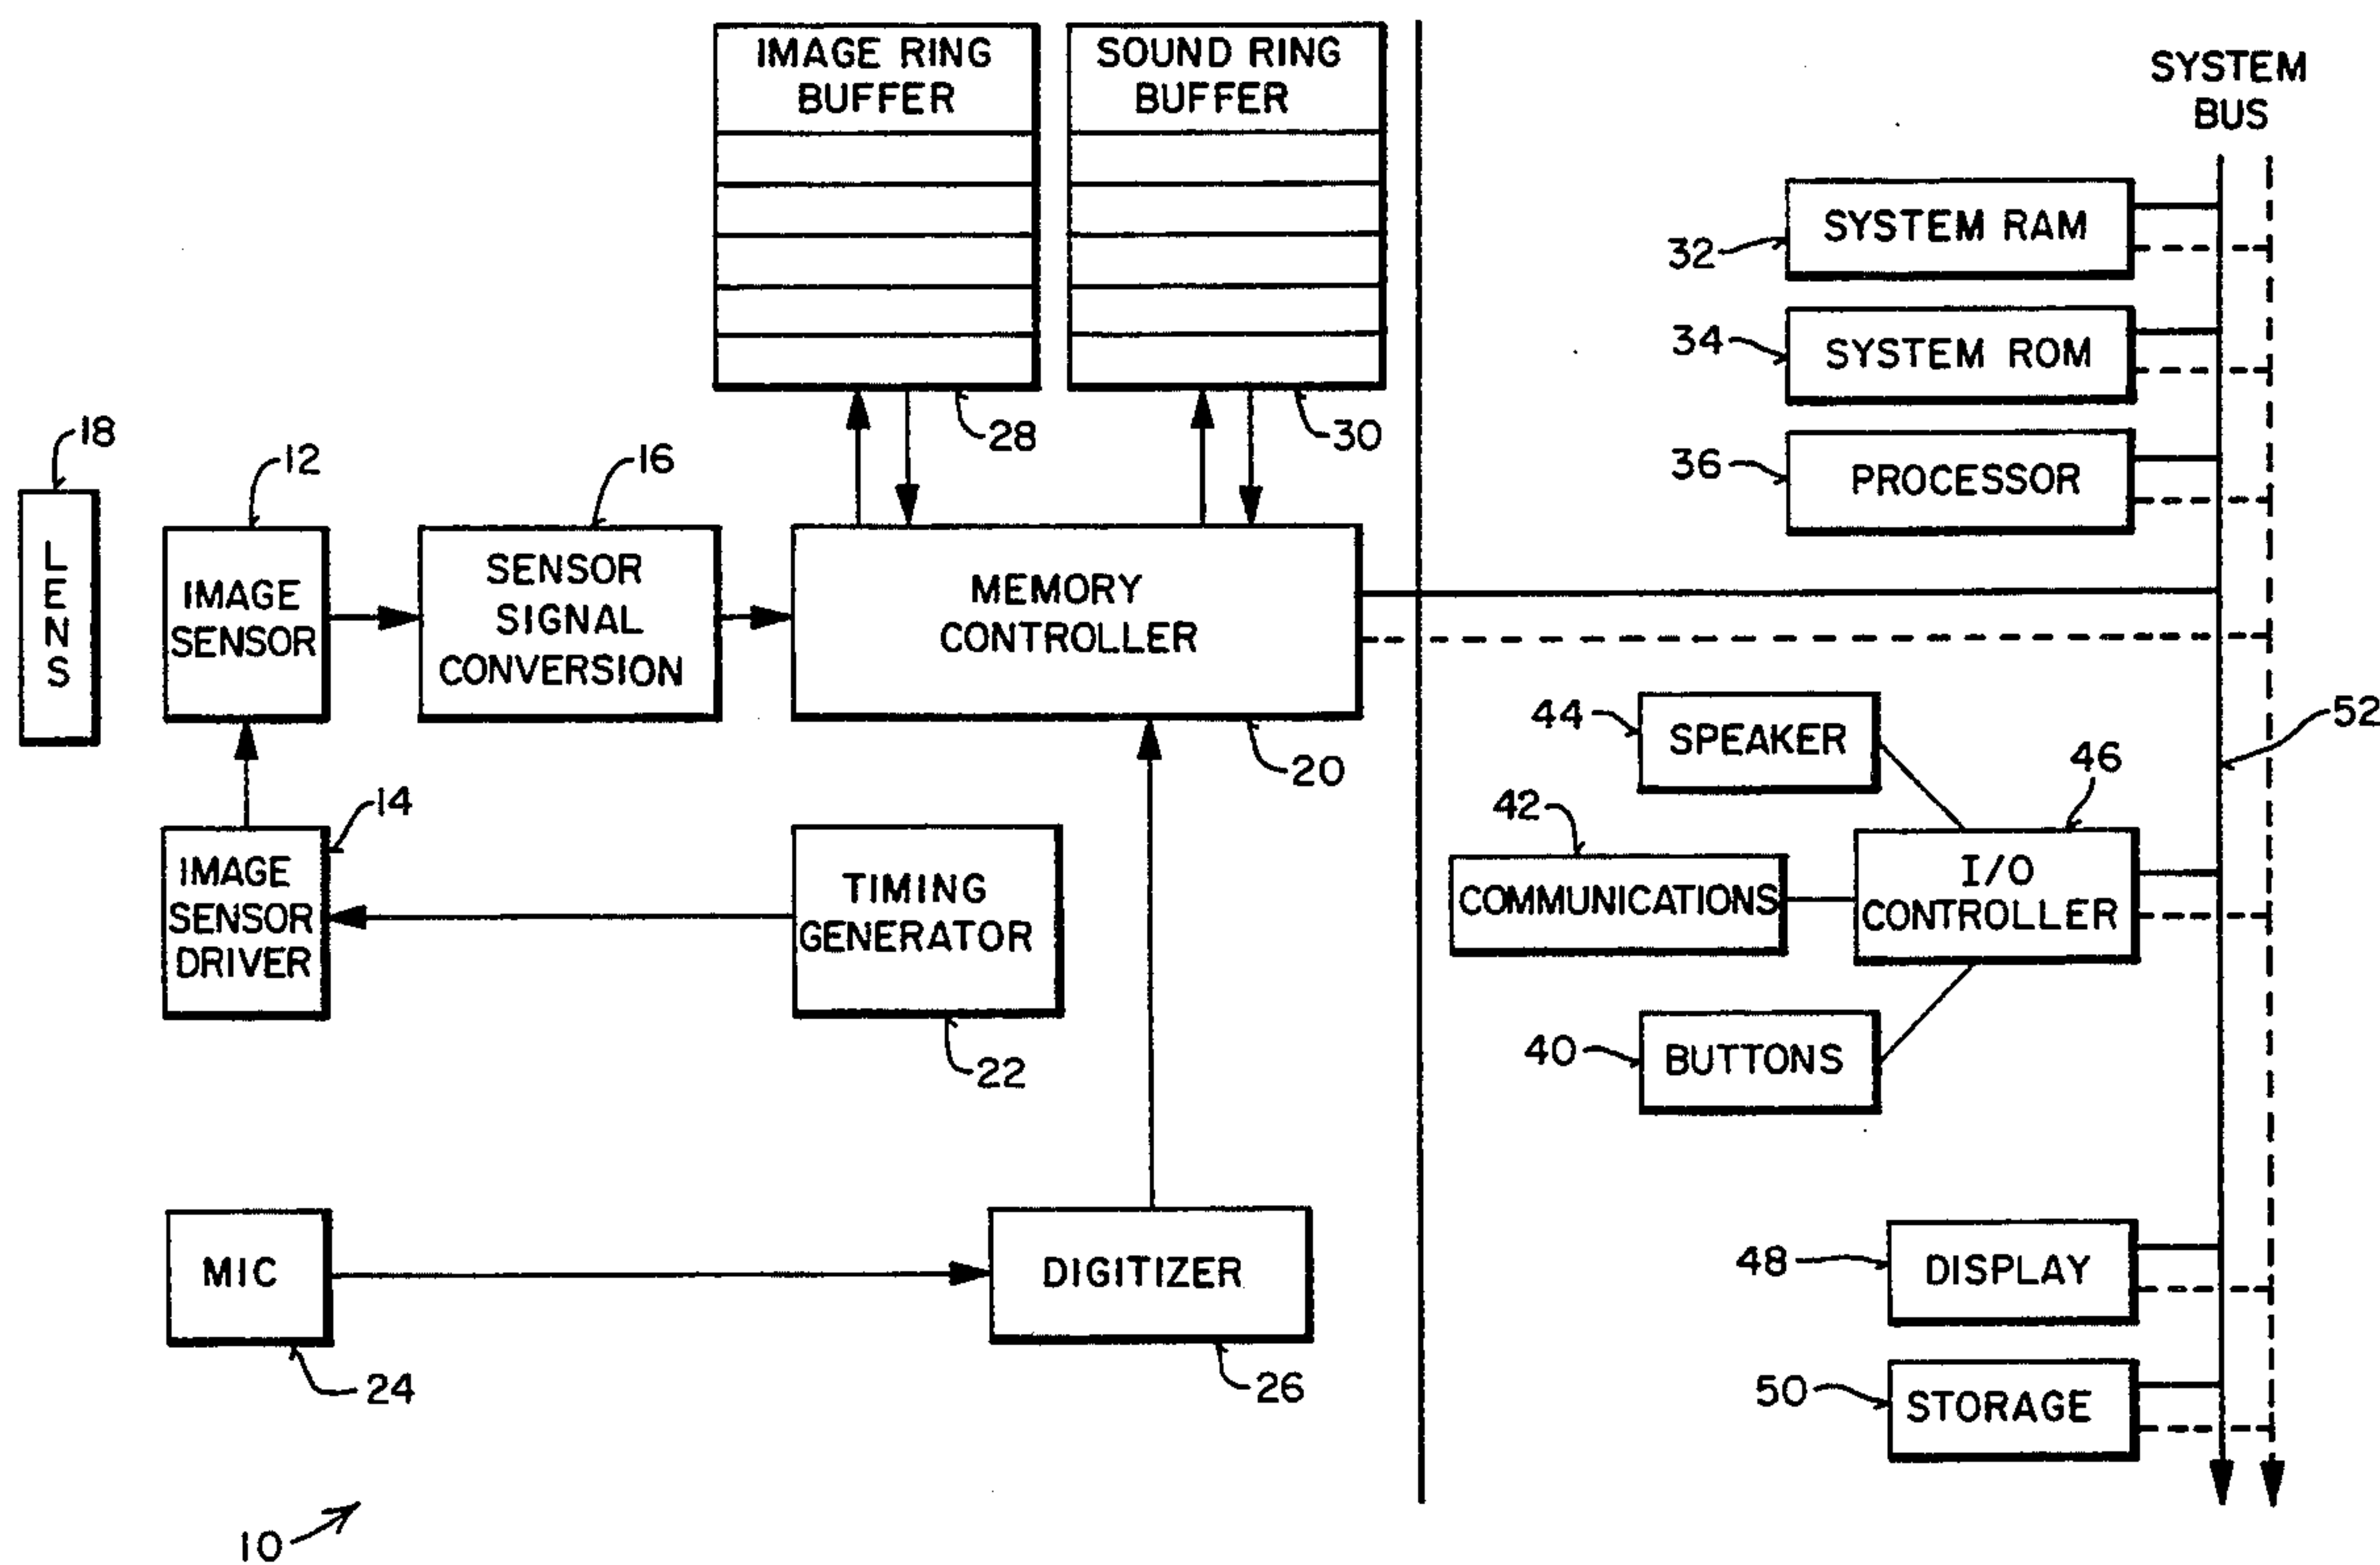 IMAGE RING
BUFFER
SOUND RING
BUFFER
SYSTEM
BUS
SYSTEM RAM
32
SYSTEM ROM
34
PROCESSOR
36
28
30
18
12
16
LENS
IMAGE
SENSOR
SENSOR
SIGNAL
CONVERSION
MEMORY
CONTROLLER
20
44
SPEAKER
46
52
42
COMMUNICATIONS
I/O
CONTROLLER
14
IMAGE
SENSOR
DRIVER
TIMING
GENERATOR
22
40
BUTTONS
MIC
24
DIGITIZER
26
48
DISPLAY
50
STORAGE
10